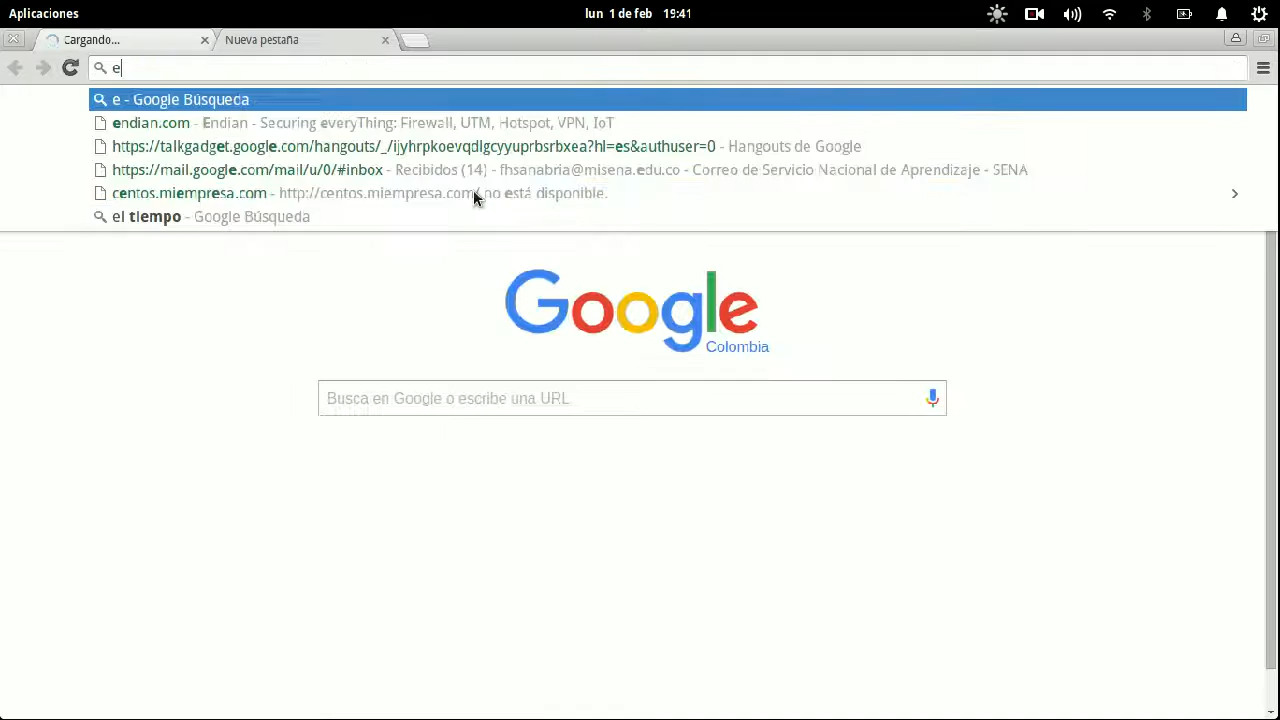 Aplicaciones
lun 1 de feb 19:41
Cargando...
Nueva pestaña
e
e - Google Búsqueda
endian.com - Endian - Securing everyThing: Firewall, UTM, Hotspot, VPN, IoT
https://talkgadget.google.com/hangouts/_/ijyhrpkoevqdlgcyyuprbsrbxea?hl=es&authuser=0 - Hangouts de Google
https://mail.google.com/mail/u/0/#inbox - Recibidos (14) - fhsanabria@misena.edu.co - Correo de Servicio Nacional de Aprendizaje - SENA
centos.miempresa.com - http://centos.miempresa.com/ no está disponible.
el tiempo - Google Búsqueda
Google
Colombia
Busca en Google o escribe una URL